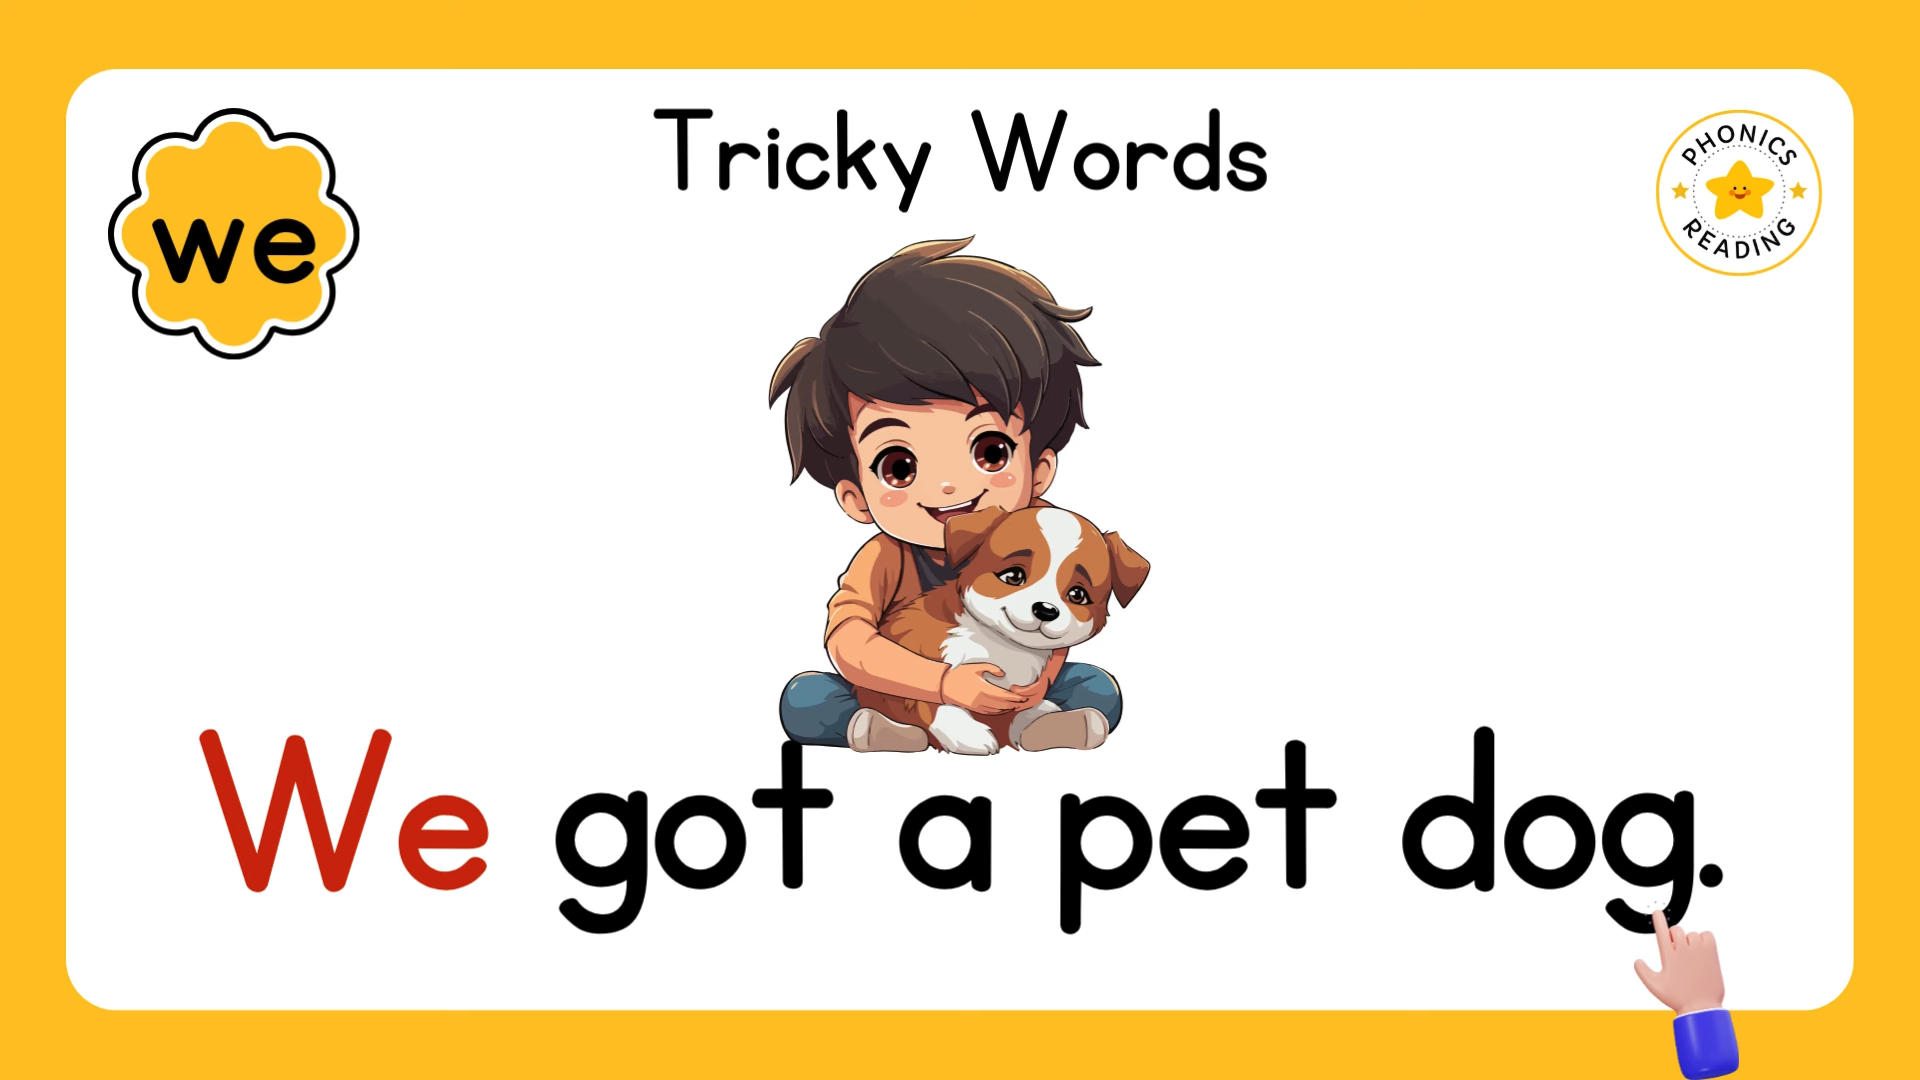 Tricky Words
we
PHONICS
READING
We got a pet dog.